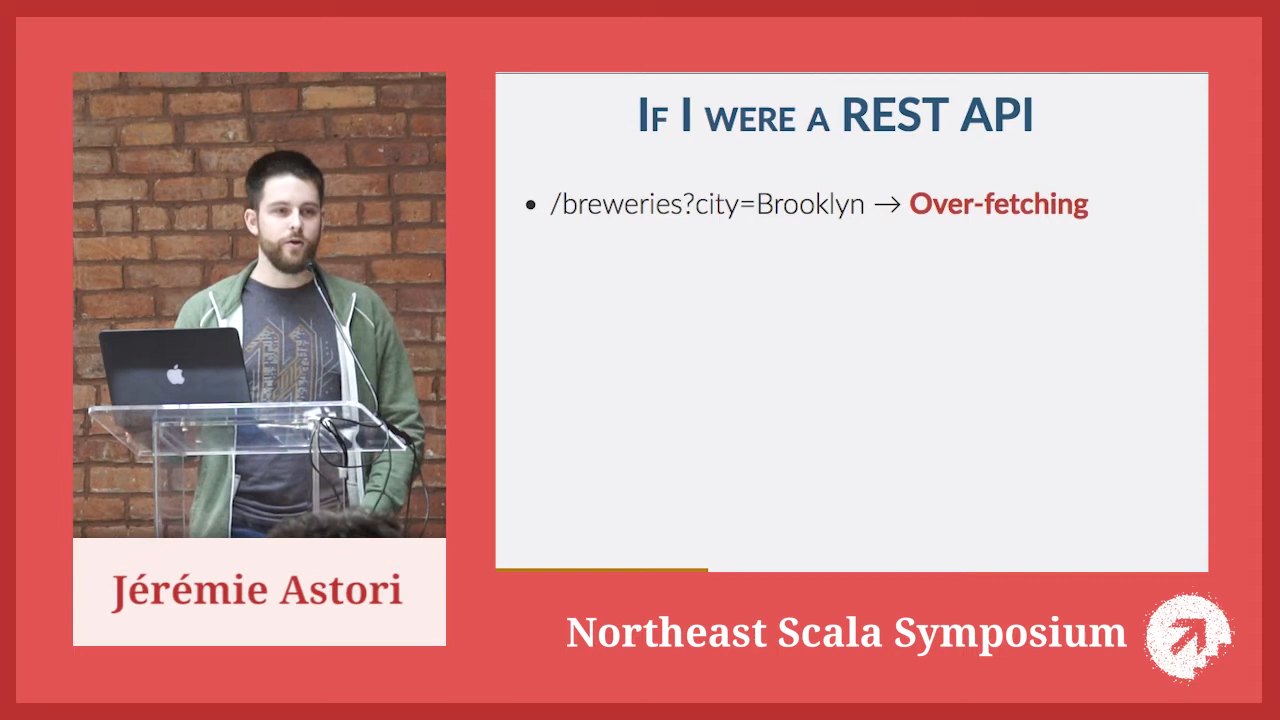 If I were a REST API
• /breweries?city=Brooklyn → Over-fetching
Jérémie Astori
Northeast Scala Symposium